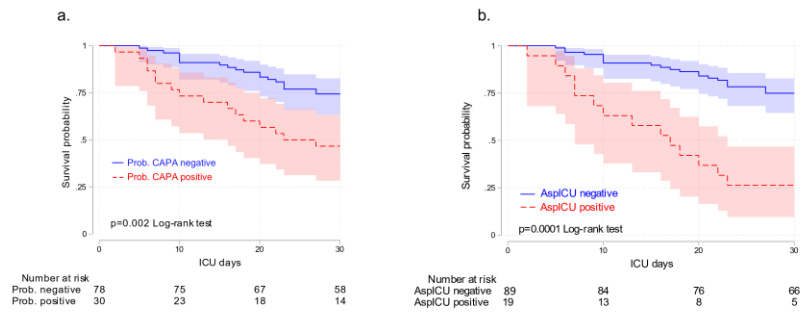 a.
Survival probability
1
.75
.5
.25
0
Prob. CAPA negative
Prob. CAPA positive
p=0.002 Log-rank test
0 10 20 30
ICU days
Number at risk
Prob. negative 78 75 67 58
Prob. positive 30 23 18 14
b.
Survival probability
1
.75
.5
.25
0
AspICU negative
AspICU positive
p=0.0001 Log-rank test
0 10 20 30
ICU days
Number at risk
AspICU negative 89 84 76 66
AspICU positive 19 13 8 5